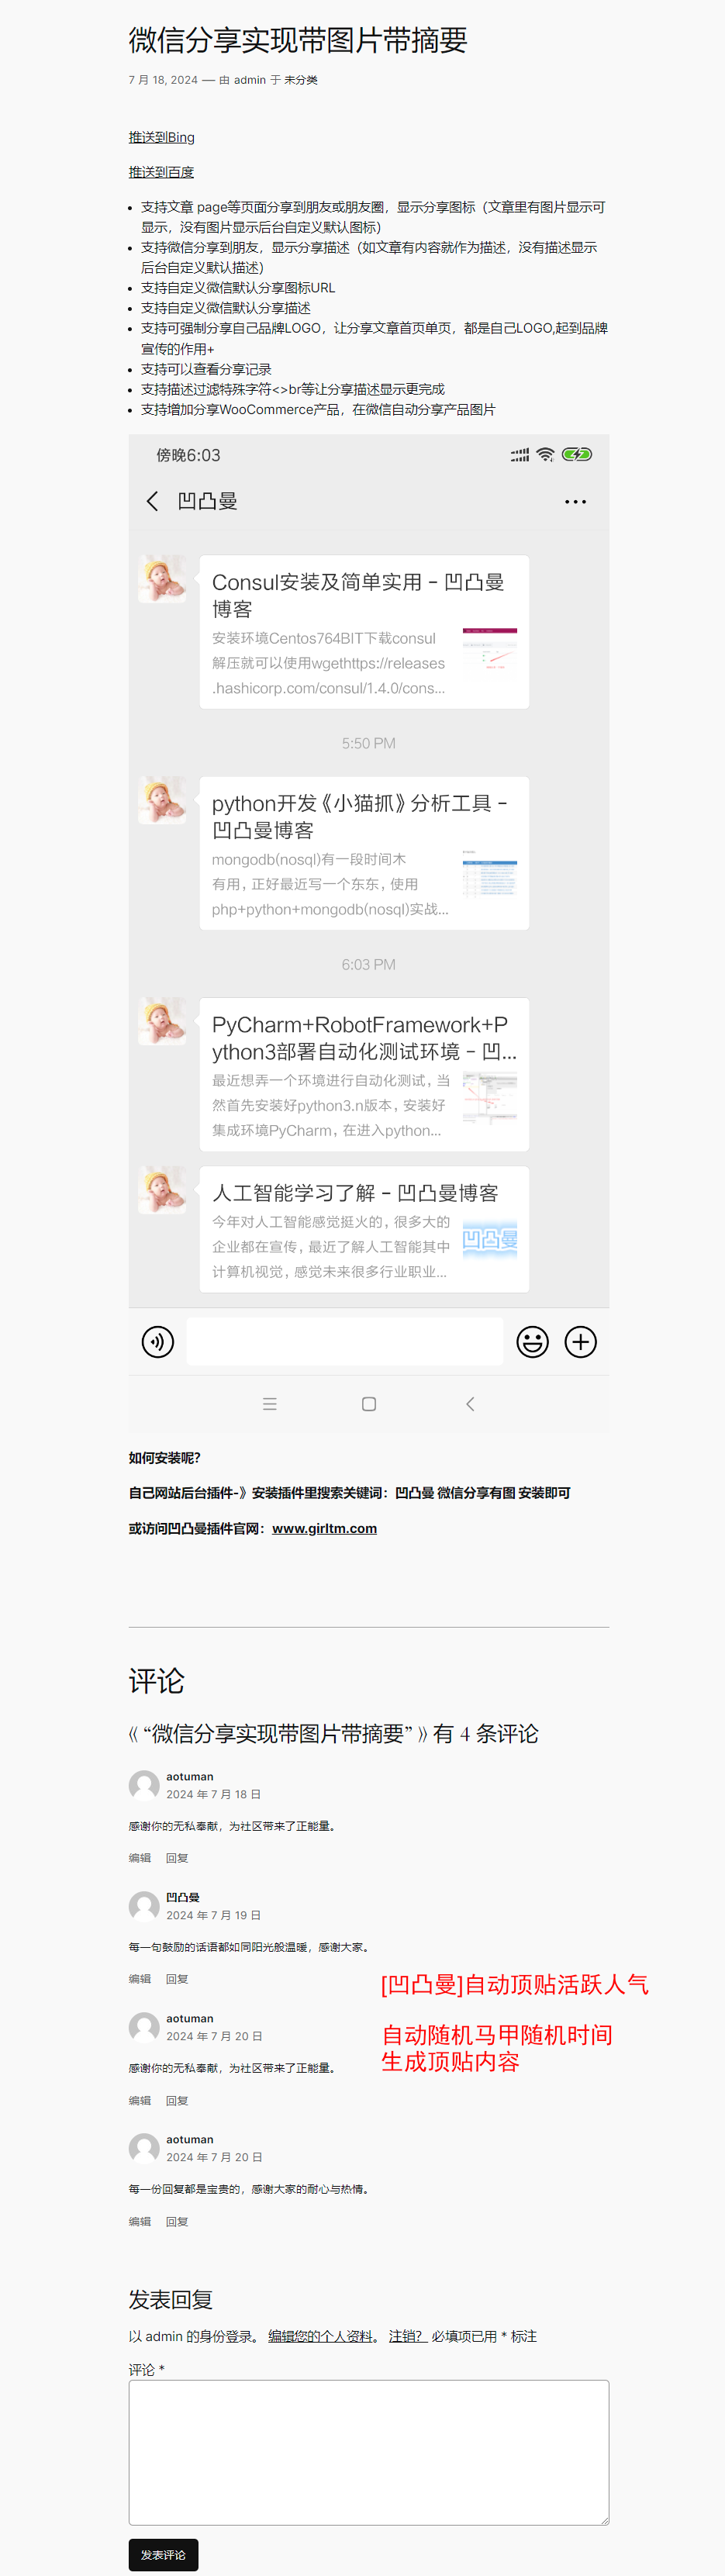 微信分享实现带图片带摘要
7 月 18, 2024 — 由 admin 于 未分类
推送到Bing
推送到百度
• 支持文章 page等页面分享到朋友或朋友圈，显示分享图标（文章里有图片显示可
显示，没有图片显示后台自定义默认图标）
• 支持微信分享到朋友，显示分享描述（如文章有内容就作为描述，没有描述显示
后台自定义默认描述）
• 支持自定义微信默认分享图标URL
• 支持自定义微信默认分享描述
• 支持可强制分享自己品牌LOGO，让分享文章首页单页，都是自己LOGO,起到品牌
宣传的作用+
• 支持可以查看分享记录
• 支持描述过滤特殊字符<>br等让分享描述显示更完成
• 支持增加分享WooCommerce产品，在微信自动分享产品图片
傍晚6:03
凹凸曼
Consul安装及简单实用 - 凹凸曼
博客
安装环境Centos764BIT下载consul
解压就可以使用wgethttps://releases
.hashicorp.com/consul/1.4.0/cons...
5:50 PM
python开发《小猫抓》分析工具 -
凹凸曼博客
mongodb(nosql)有一段时间木
有用，正好最近写一个东东，使用
php+python+mongodb(nosql)实战...
6:03 PM
PyCharm+RobotFramework+P
ython3部署自动化测试环境 - 凹...
最近想弄一个环境进行自动化测试，当
然首先安装好python3.n版本，安装好
集成环境PyCharm，在进入python...
人工智能学习了解 - 凹凸曼博客
今年对人工智能感觉挺火的，很多大的
企业都在宣传，最近了解人工智能其中
计算机视觉，感觉未来很多行业职业...
凹凸曼
如何安装呢？
自己网站后台插件-》安装插件里搜索关键词：凹凸曼 微信分享有图 安装即可
或访问凹凸曼插件官网：www.girltm.com
评论
《 “微信分享实现带图片带摘要” 》 有 4 条评论
aotuman
2024 年 7 月 18 日
感谢你的无私奉献，为社区带来了正能量。
编辑 回复
凹凸曼
2024 年 7 月 19 日
每一句鼓励的话语都如同阳光般温暖，感谢大家。
编辑 回复
[凹凸曼]自动顶贴活跃人气
aotuman
2024 年 7 月 20 日
自动随机马甲随机时间
生成顶贴内容
感谢你的无私奉献，为社区带来了正能量。
编辑 回复
aotuman
2024 年 7 月 20 日
每一份回复都是宝贵的，感谢大家的耐心与热情。
编辑 回复
发表回复
以 admin 的身份登录。 编辑您的个人资料。 注销？ 必填项已用 * 标注
评论 *
发表评论